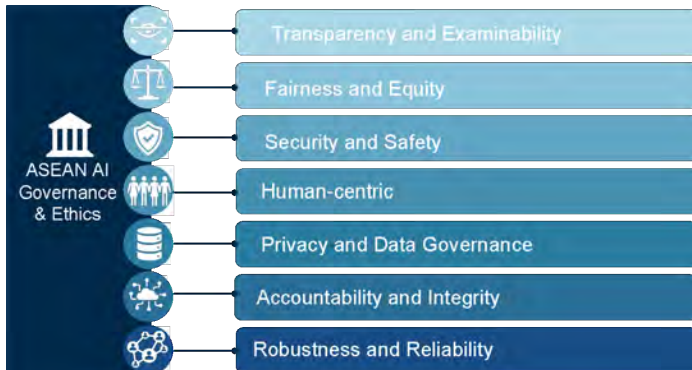 ASEAN AI
Governance
& Ethics
Transparency and Examinability
Fairness and Equity
Security and Safety
Human-centric
Privacy and Data Governance
Accountability and Integrity
Robustness and Reliability